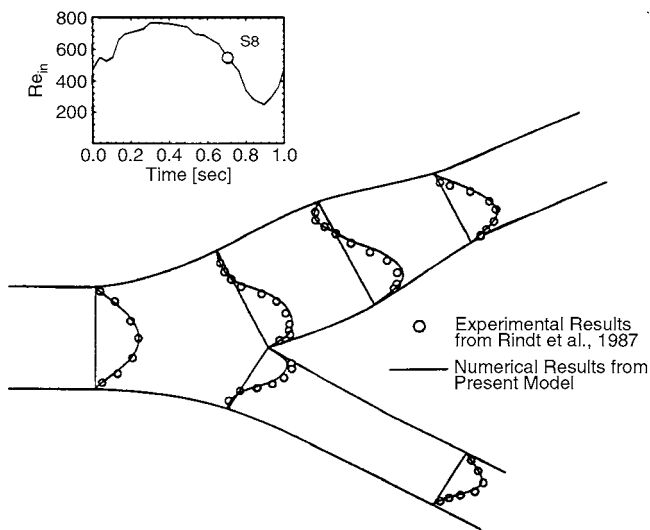 800
600
400
200
Re_in
S8
0.0 0.2 0.4 0.6 0.8 1.0
Time [sec]
Experimental Results
from Rindt et al., 1987
Numerical Results from
Present Model